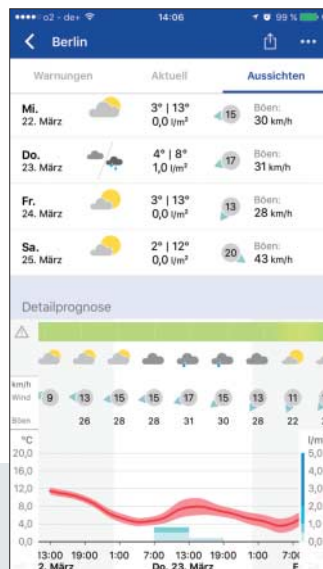 o2 - de+ 14:06 99 %
Berlin
Warnungen Aktuell Aussichten
Mi. 3° | 13° 15 Böen:
22. März 0,0 l/m² 30 km/h
Do. 4° | 8° 17 Böen:
23. März 1,0 l/m² 31 km/h
Fr. 3° | 13° 13 Böen:
24. März 0,0 l/m² 28 km/h
Sa. 2° | 12° 20 Böen:
25. März 0,0 l/m² 43 km/h
Detailprognose
km/h
Wind 9 13 15 15 17 15 13 11
Böen 26 28 28 31 30 28 22
°C l/m
20,0 5,0
16,0 4,0
12,0 3,0
8,0 2,0
4,0 1,0
0,0 0,0
13:00 19:00 1:00 7:00 13:00 19:00 1:00 7:0
2. März Do. 23. März F